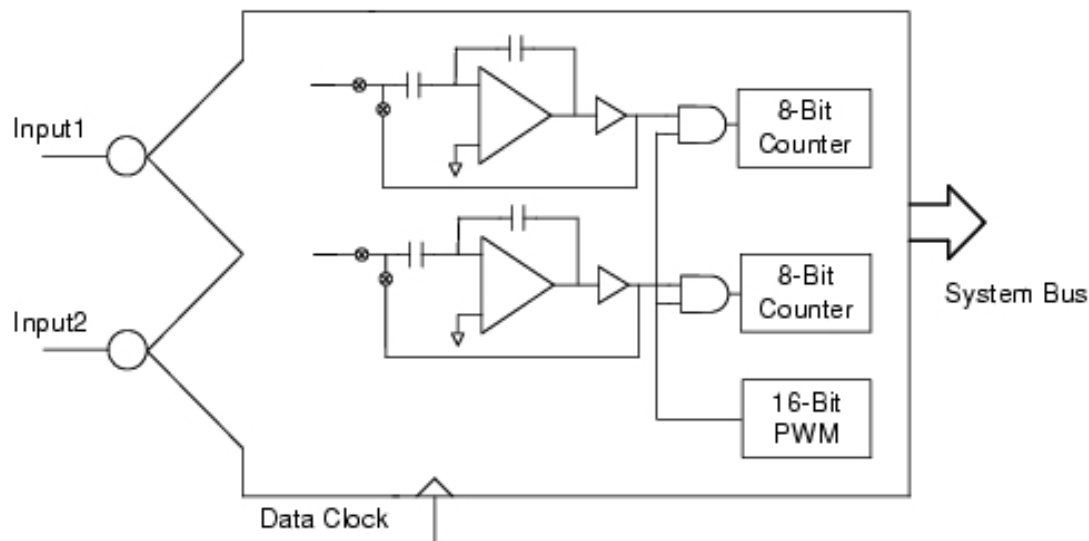 Input1
8-Bit
Counter
Input2
8-Bit
Counter
System Bus
16-Bit
PWM
Data Clock